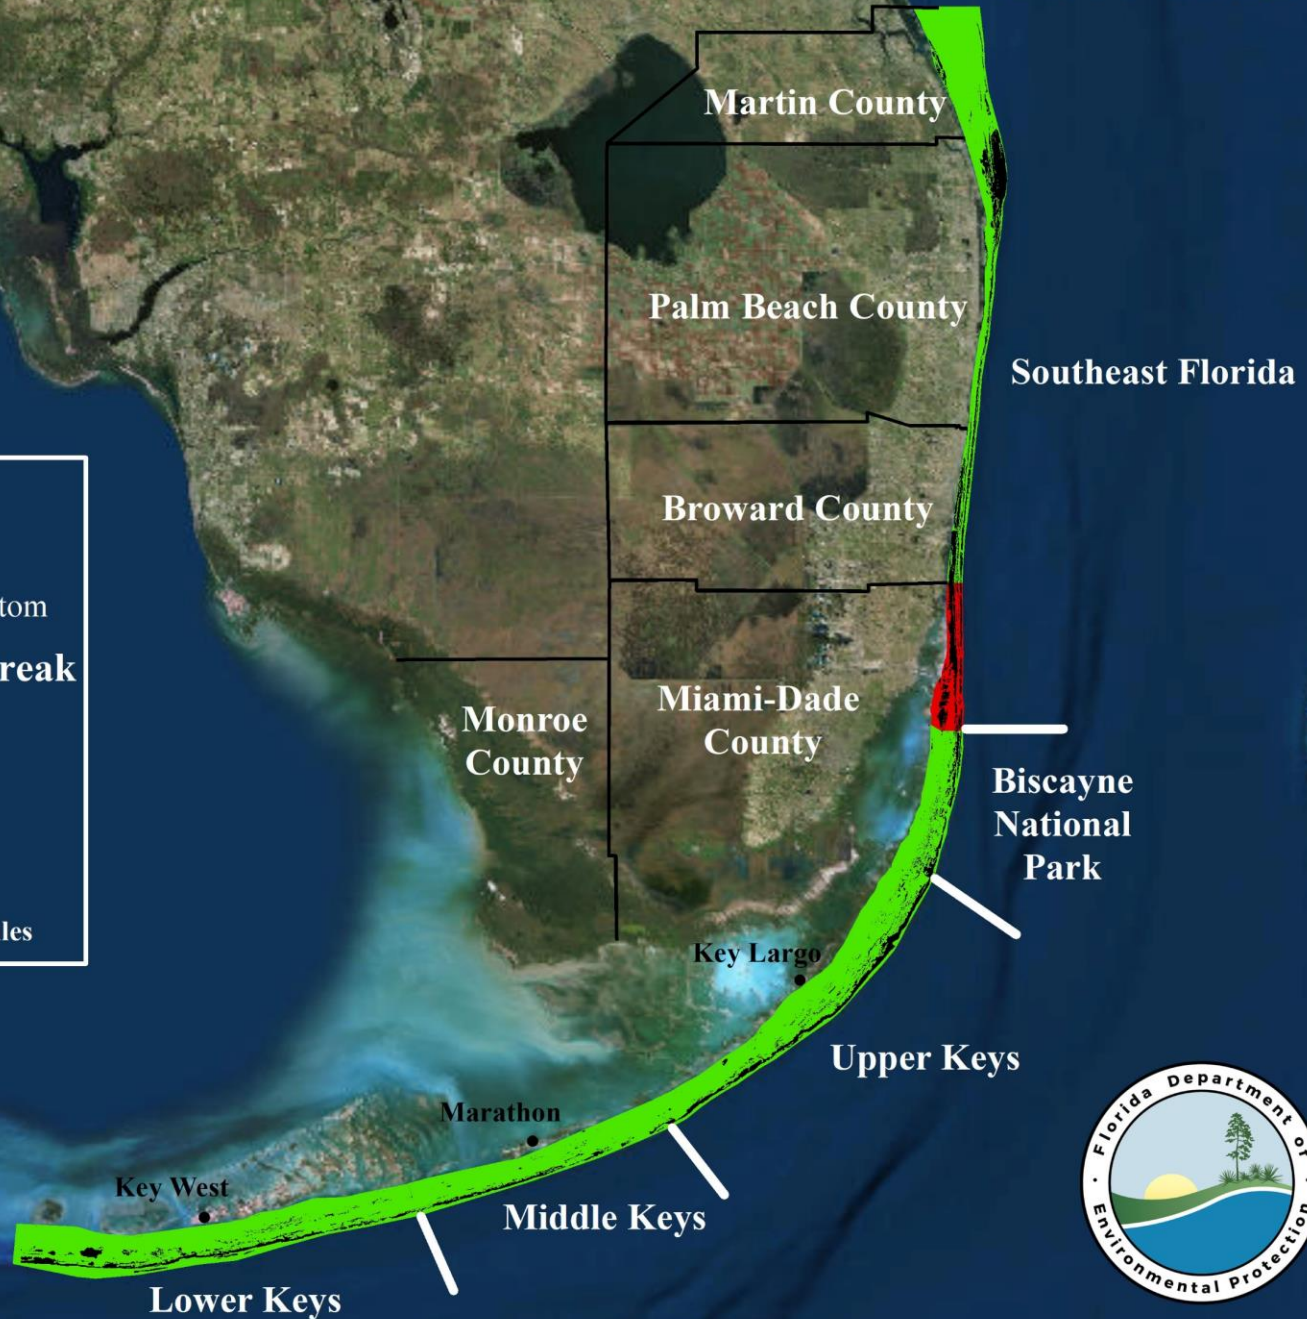 Martin County
Palm Beach County
Southeast Florida
tom
Broward County
reak
Miami-Dade
County
Monroe
County
Biscayne
National
Park
les
Key Largo
Upper Keys
Marathon
Key West
Middle Keys
Lower Keys
· Florida Department of · Environmental Protection